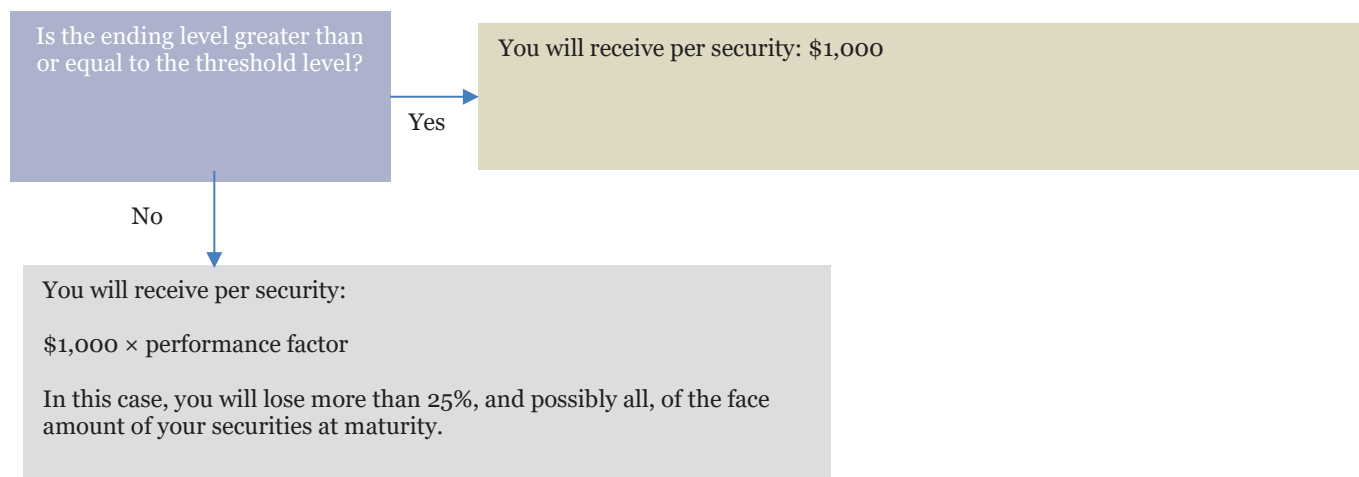 Is the ending level greater than
or equal to the threshold level?
You will receive per security: $1,000
Yes
No
You will receive per security:
$1,000 × performance factor
In this case, you will lose more than 25%, and possibly all, of the face
amount of your securities at maturity.